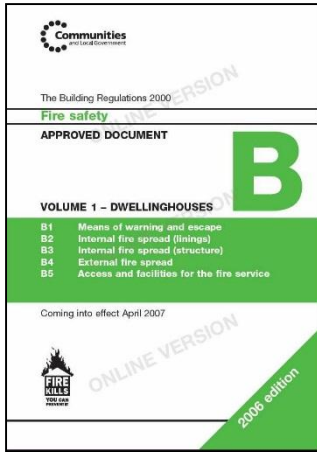 Communities
and Local Government
ONLINE VERSION
The Building Regulations 2000
Fire safety
APPROVED DOCUMENT
B
VOLUME 1 – DWELLINGHOUSES
B1 Means of warning and escape
B2 Internal fire spread (linings)
B3 Internal fire spread (structure)
B4 External fire spread
B5 Access and facilities for the fire service
Coming into effect April 2007
ONLINE VERSION
FIRE
KILLS
YOU CAN
PREVENT IT
2006 edition